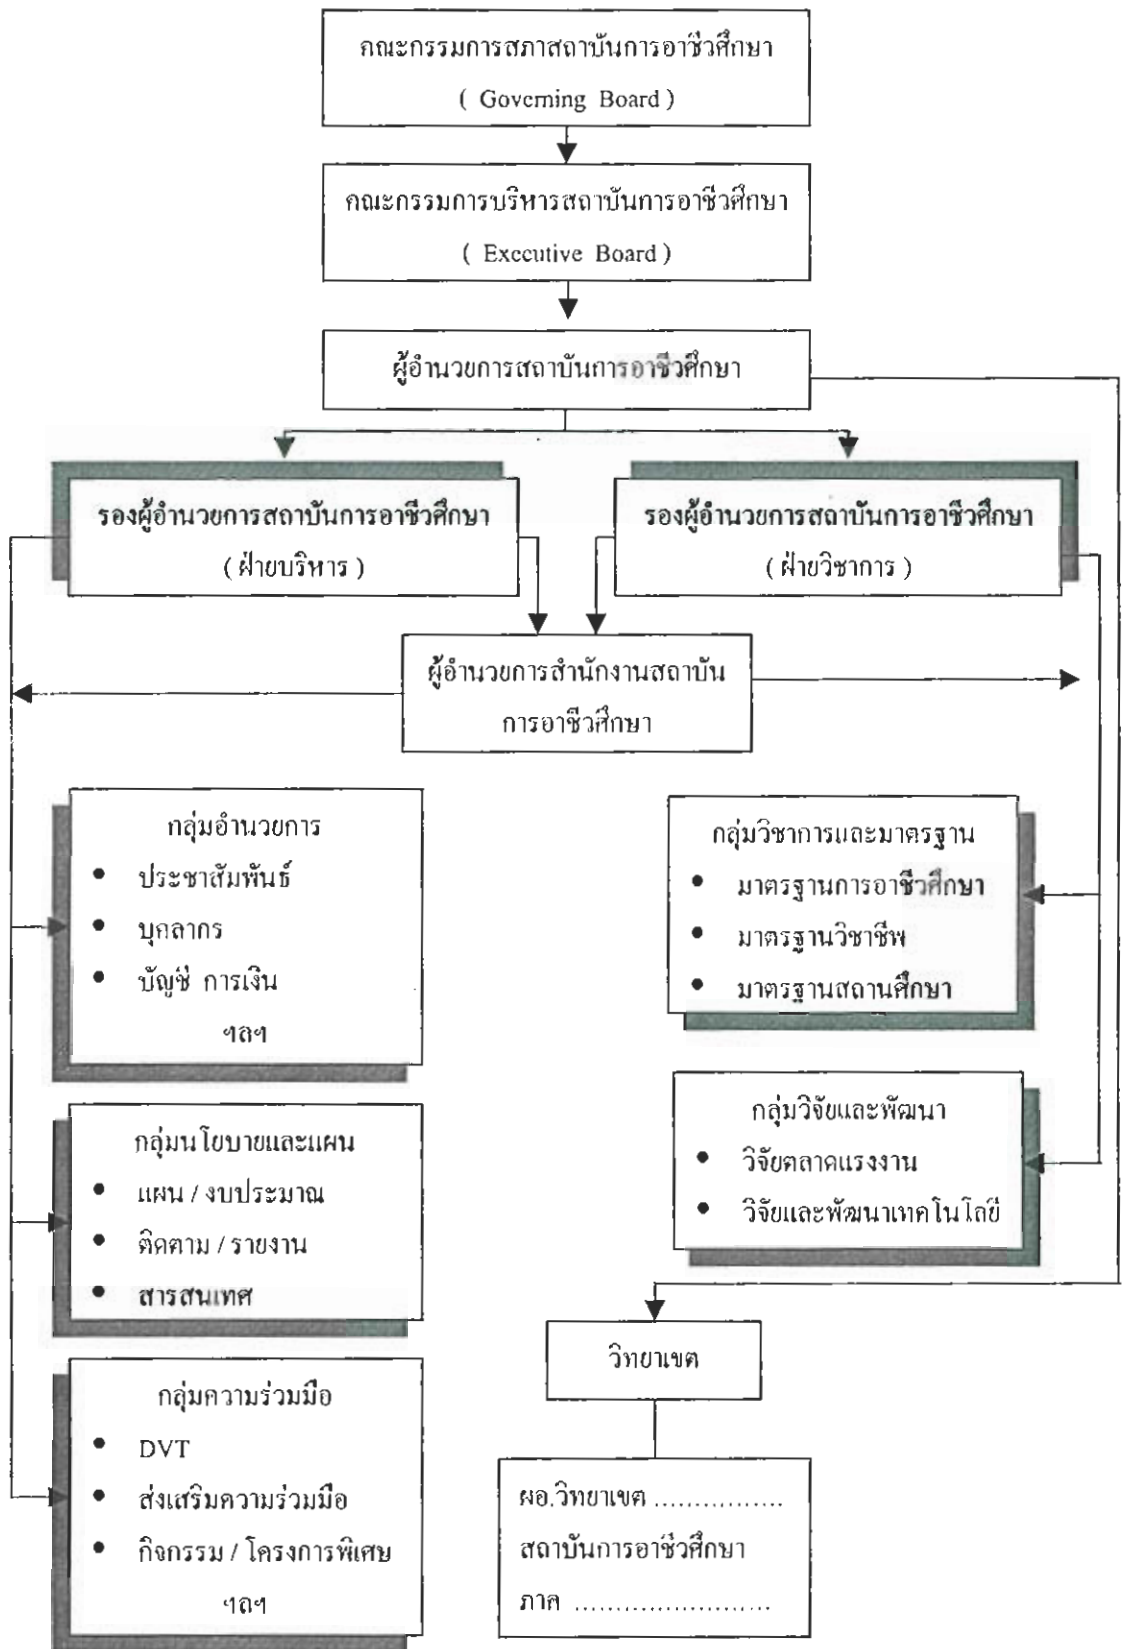 คณะกรรมการสภาสถาบันการอาชีวศึกษา
( Governing Board )
คณะกรรมการบริหารสถาบันการอาชีวศึกษา
( Executive Board )
ผู้อำนวยการสถาบันการอาชีวศึกษา
รองผู้อำนวยการสถาบันการอาชีวศึกษา
( ฝ่ายบริหาร )
รองผู้อำนวยการสถาบันการอาชีวศึกษา
( ฝ่ายวิชาการ )
ผู้อำนวยการสำนักงานสถาบัน
การอาชีวศึกษา
กลุ่มอำนวยการ
• ประชาสัมพันธ์
• บุคลากร
• บัญชี การเงิน
ฯลฯ
กลุ่มนโยบายและแผน
• แผน / งบประมาณ
• ติดตาม / รายงาน
• สารสนเทศ
กลุ่มความร่วมมือ
• DVT
• ส่งเสริมความร่วมมือ
• กิจกรรม / โครงการพิเศษ
ฯลฯ
กลุ่มวิชาการและมาตรฐาน
• มาตรฐานการอาชีวศึกษา
• มาตรฐานวิชาชีพ
• มาตรฐานสถานศึกษา
กลุ่มวิจัยและพัฒนา
• วิจัยตลาดแรงงาน
• วิจัยและพัฒนาเทคโนโลยี
วิทยาเขต
ผอ.วิทยาเขต ................
สถาบันการอาชีวศึกษา
ภาค ........................